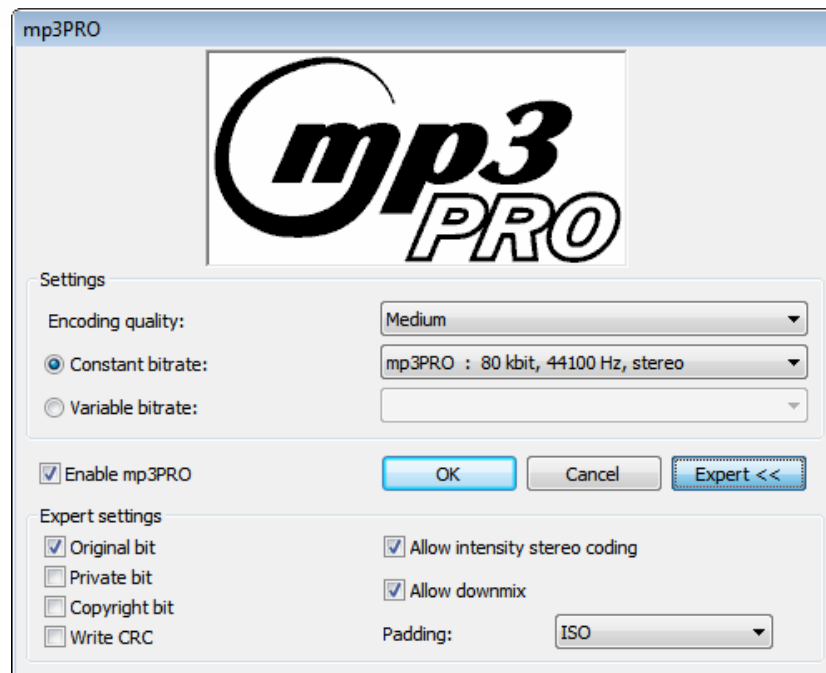 mp3PRO
mp3
PRO
Settings
Encoding quality: Medium
Constant bitrate: mp3PRO : 80 kbit, 44100 Hz, stereo
Variable bitrate:
Enable mp3PRO OK Cancel Expert <<
Expert settings
Original bit Allow intensity stereo coding
Private bit
Allow downmix
Copyright bit
Write CRC Padding: ISO